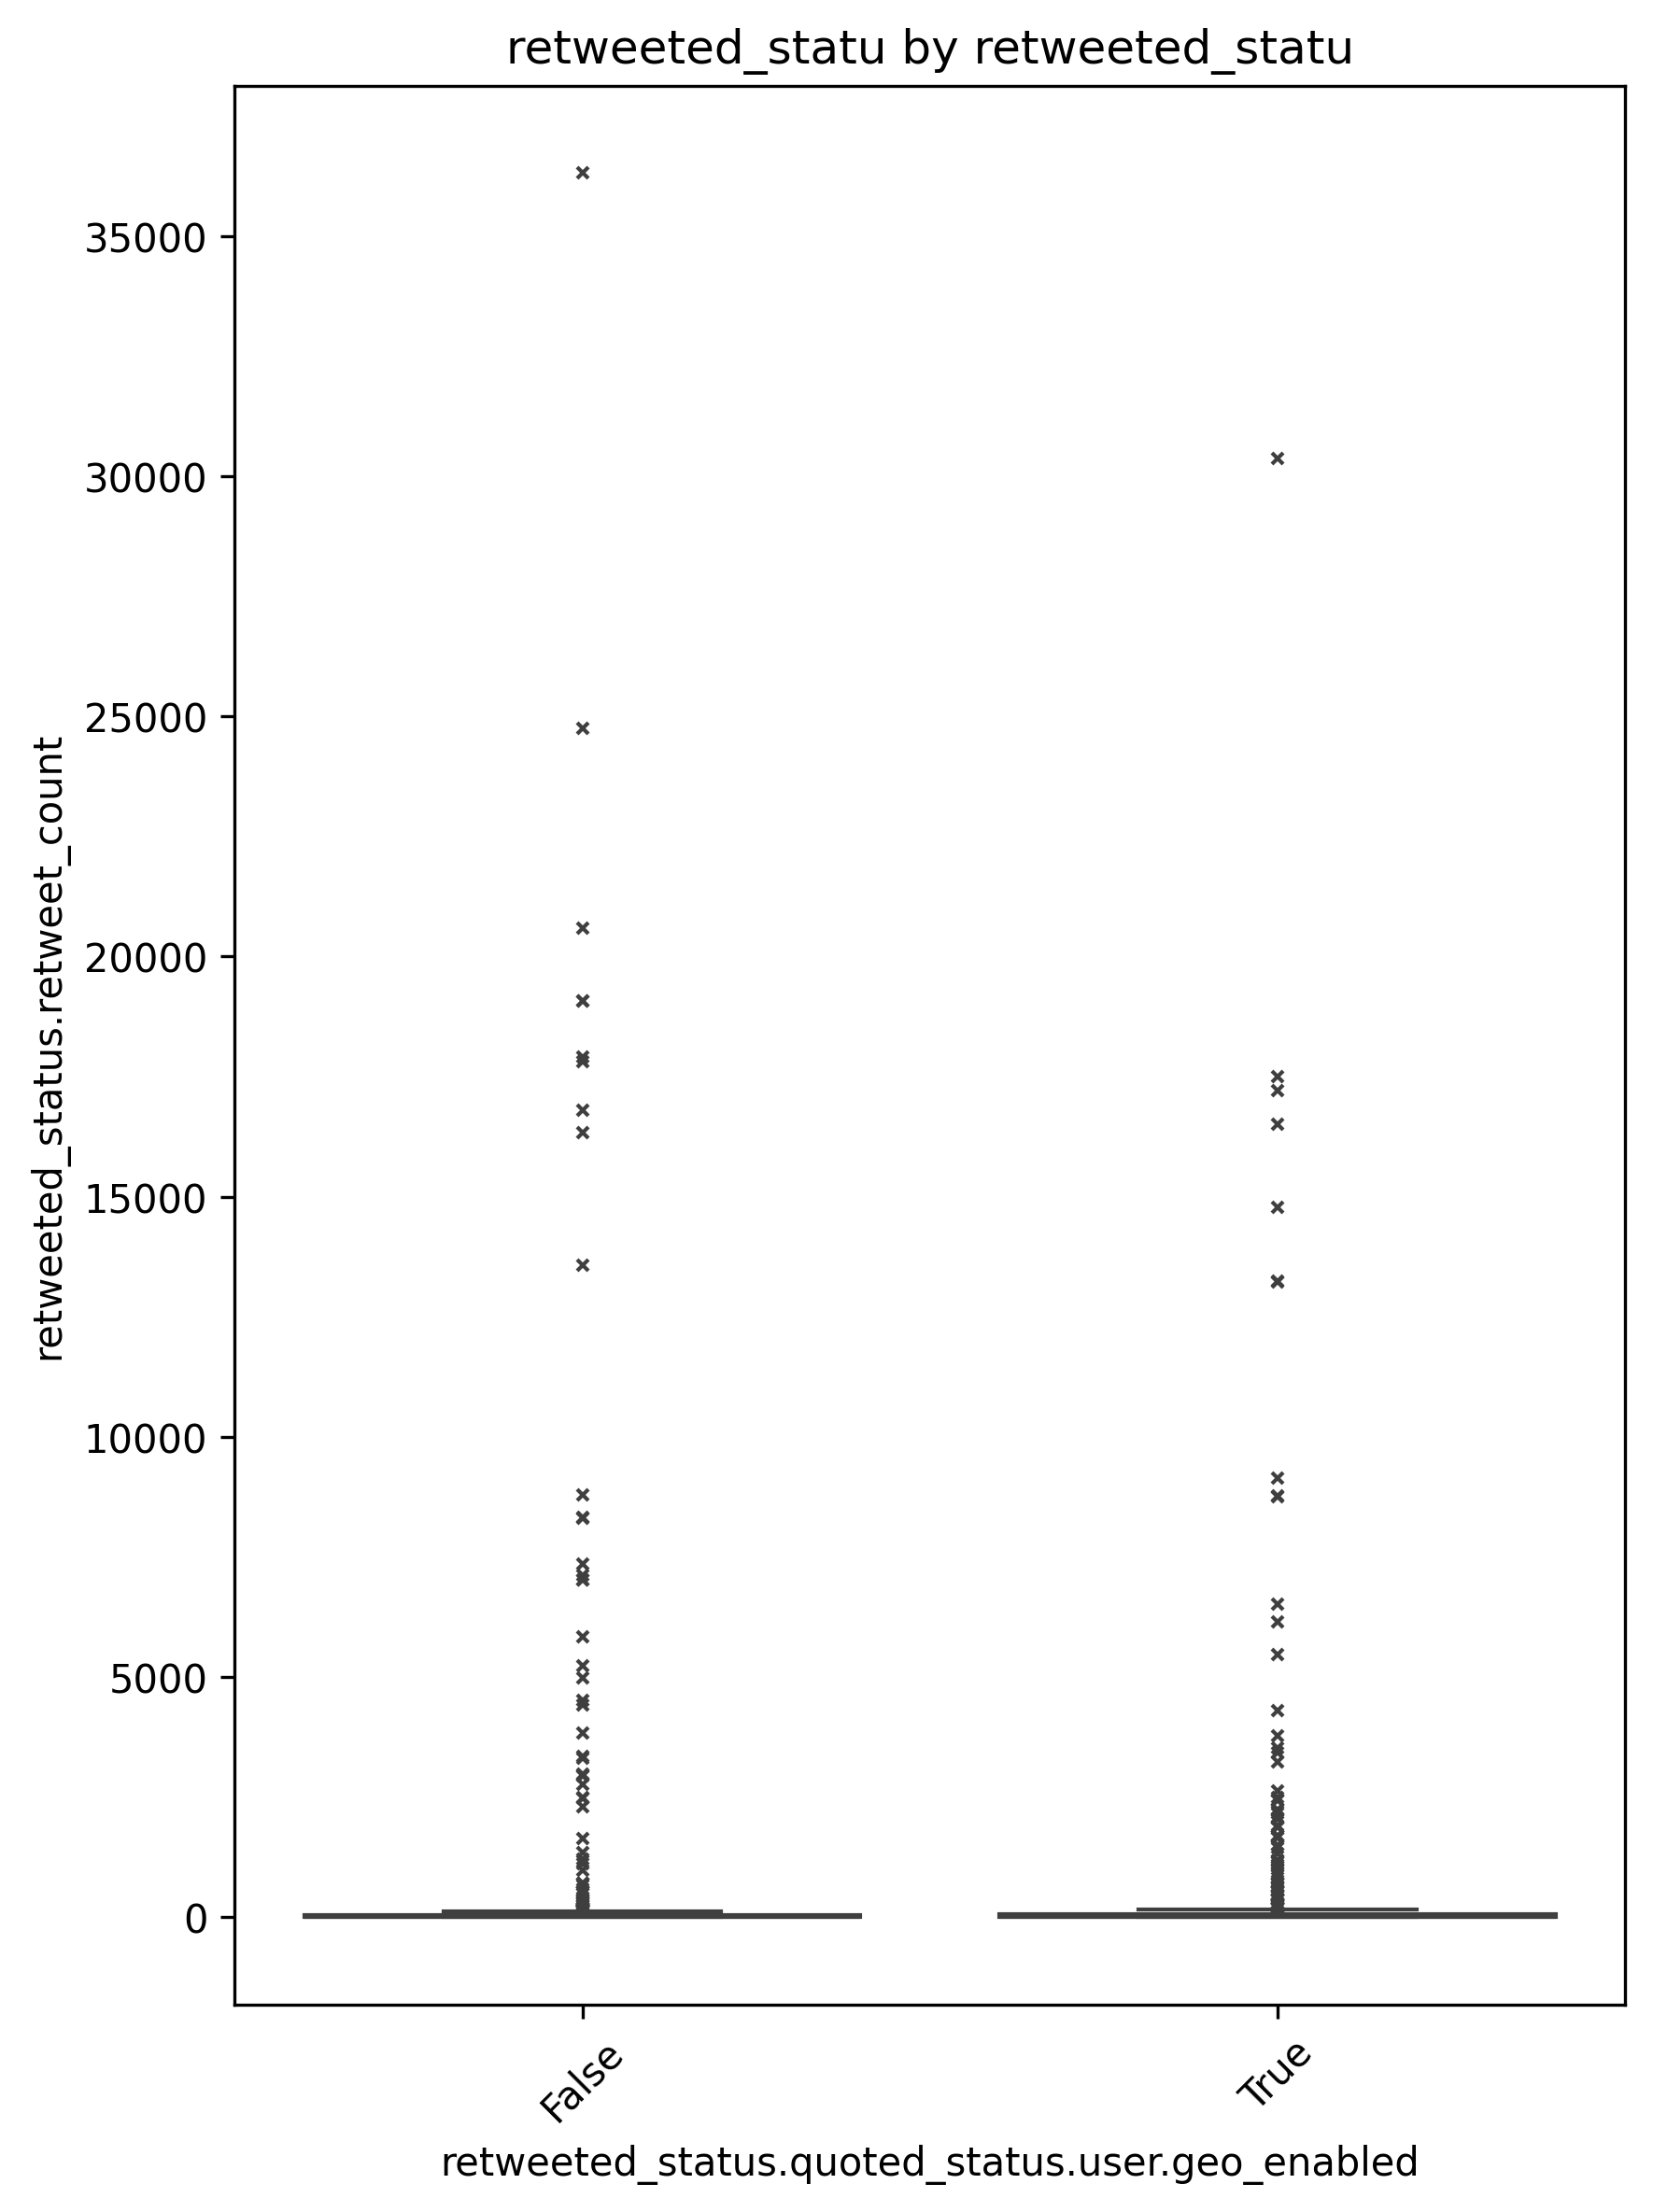 retweeted_statu by retweeted_statu
retweeted_status.retweet_count
35000
30000
25000
20000
15000
10000
5000
0
False
True
retweeted_status.quoted_status.user.geo_enabled